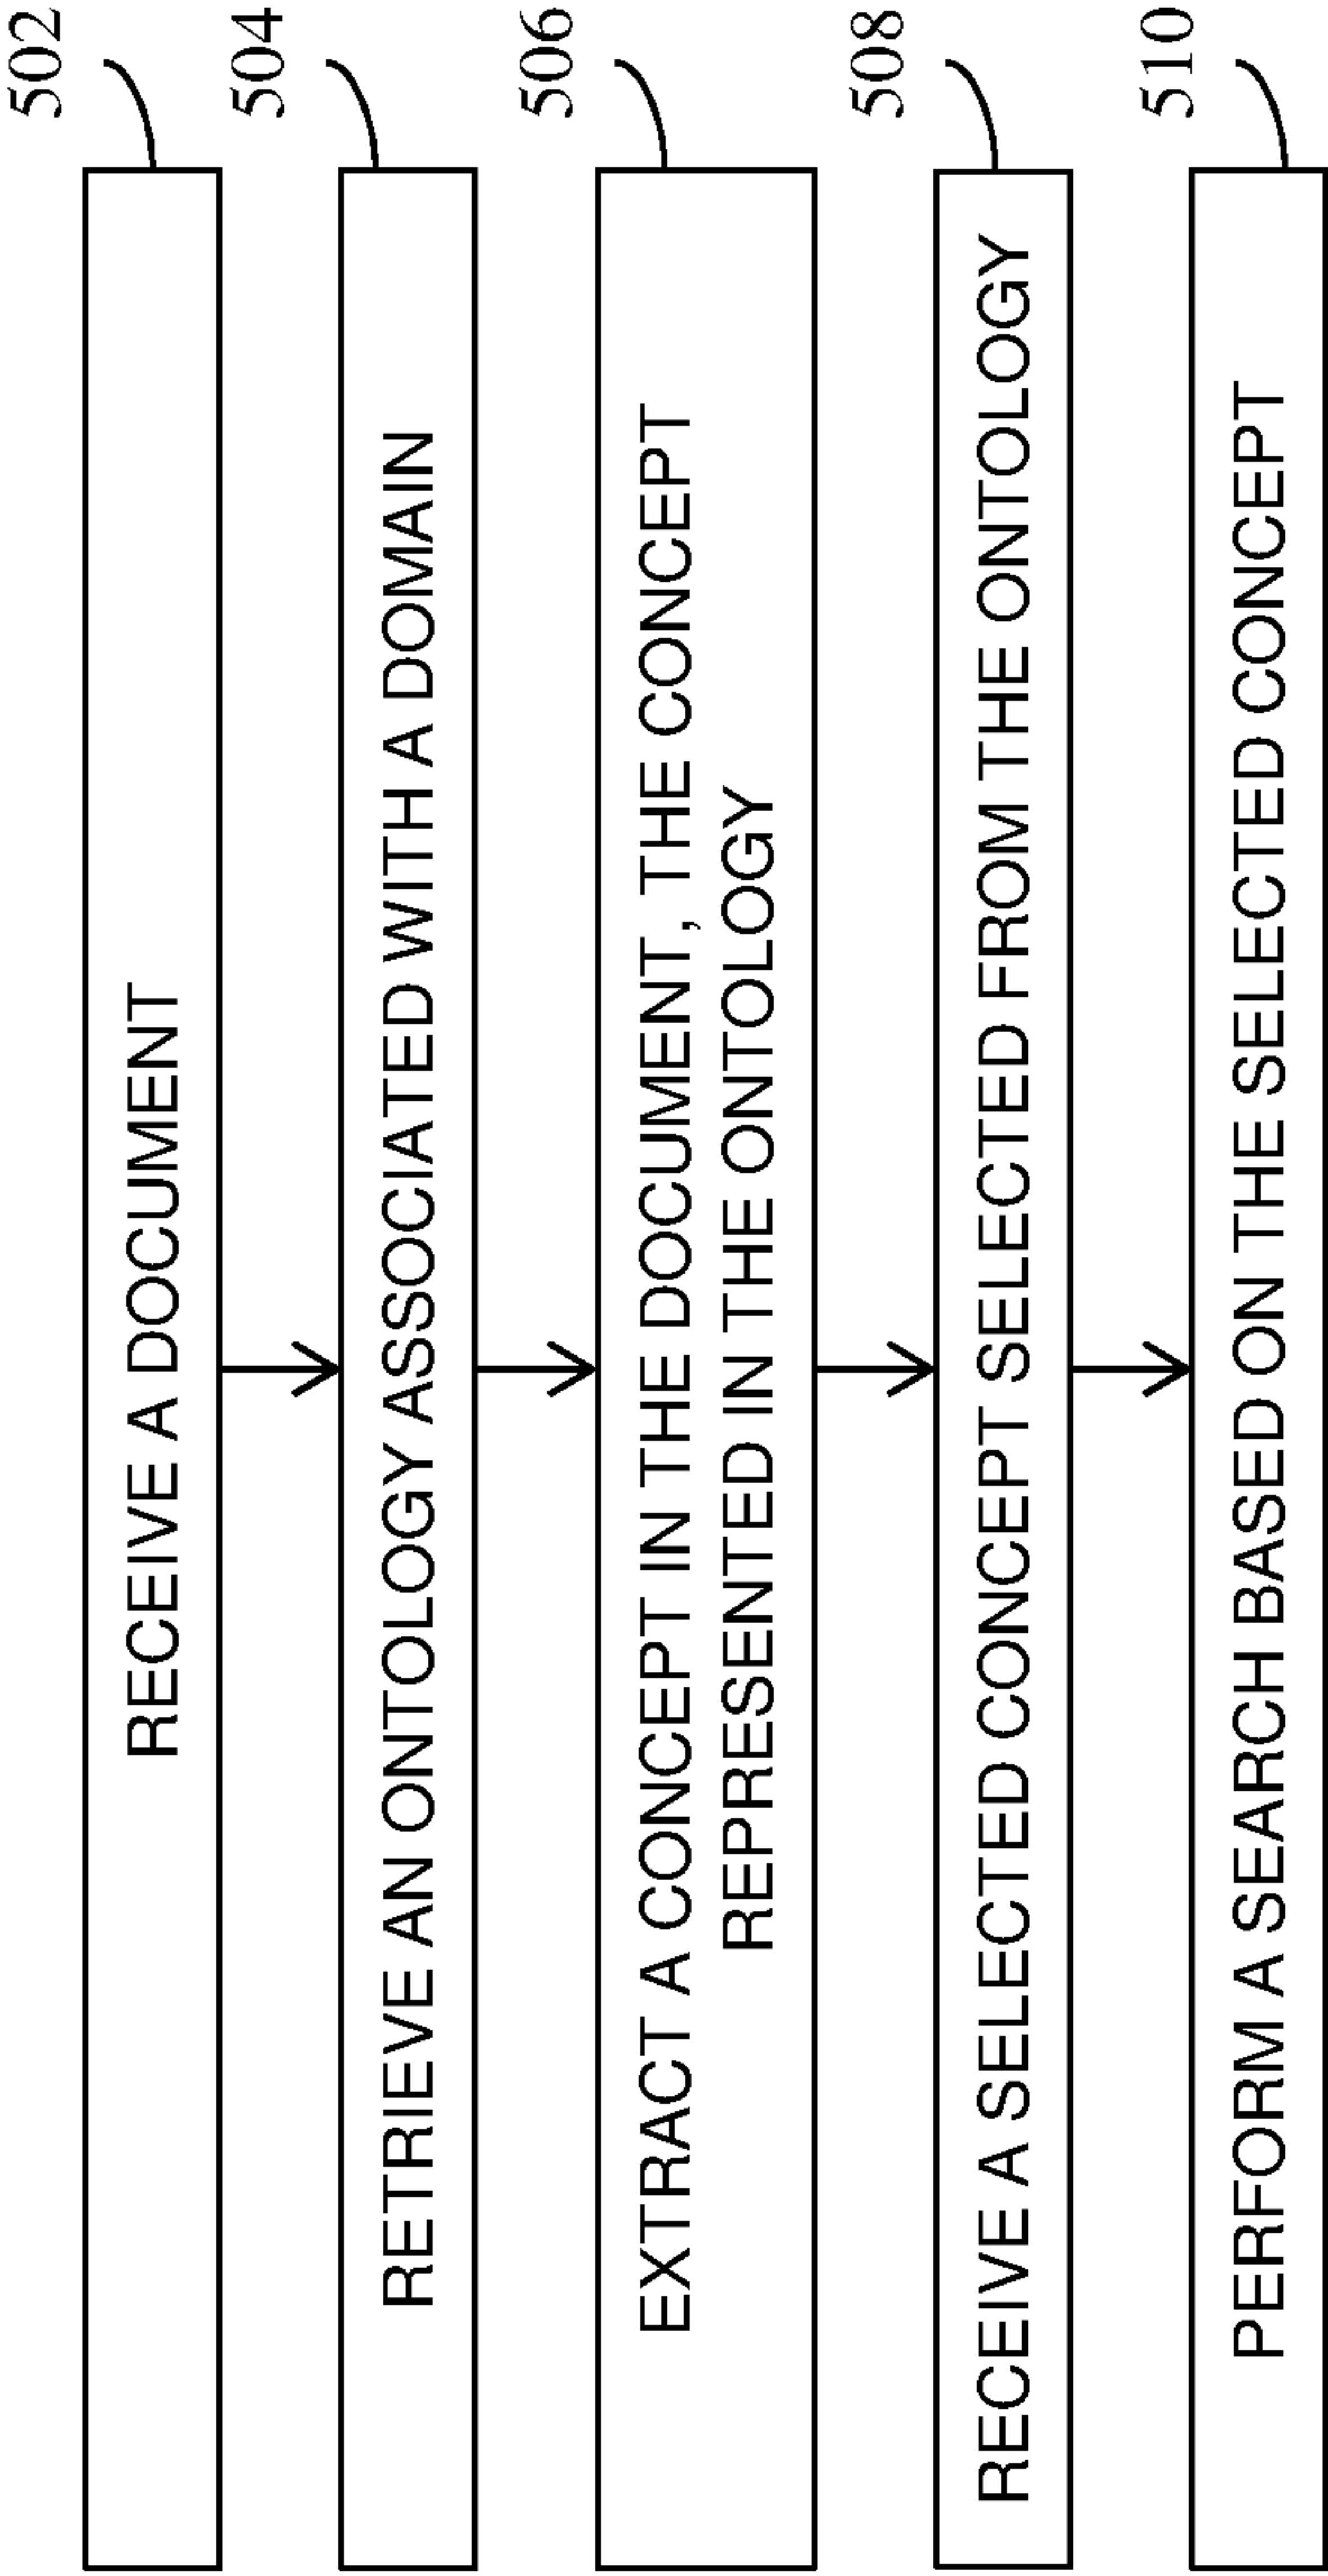 502
RECEIVE A DOCUMENT
504
RETRIEVE AN ONTOLOGY ASSOCIATED WITH A DOMAIN
506
EXTRACT A CONCEPT IN THE DOCUMENT, THE CONCEPT
REPRESENTED IN THE ONTOLOGY
508
RECEIVE A SELECTED CONCEPT SELECTED FROM THE ONTOLOGY
510
PERFORM A SEARCH BASED ON THE SELECTED CONCEPT